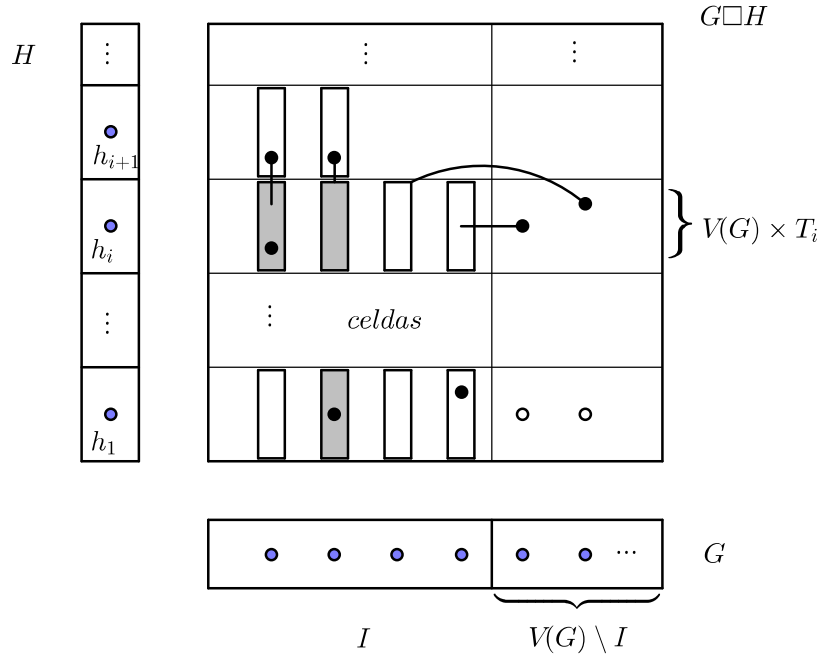 G□H
H
⋮ ⋮ ⋮
h_{i+1}
h_i
V(G) × T_i
⋮ ⋮ celdas
h_1
⋯
G
I
V(G) \ I